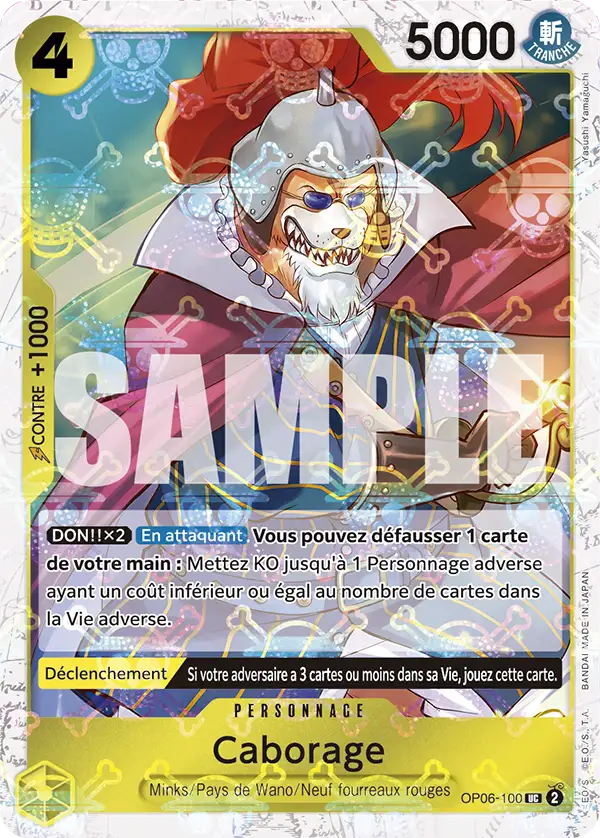 4
5000
斬
TRANCHE
Yasushi Yamaguchi
CONTRE +1000
SAMPLE
DON!!×2 En attaquant Vous pouvez défausser 1 carte
de votre main : Mettez KO jusqu'à 1 Personnage adverse
ayant un coût inférieur ou égal au nombre de cartes dans
la Vie adverse.
Déclenchement Si votre adversaire a 3 cartes ou moins dans sa Vie, jouez cette carte.
PERSONNAGE
Caborage
Minks/Pays de Wano/Neuf fourreaux rouges
OP06-100 UC 2
©E.O./S., T.A. BANDAI MADE IN JAPAN